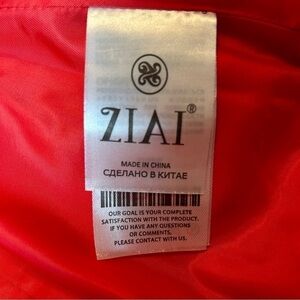 ZIAI®
MADE IN CHINA
СДЕЛАНО В КИТАЕ
OUR GOAL IS YOUR COMPLETE
SATISFACTION WITH THE PRODUCT.
IF YOU HAVE ANY QUESTIONS
OR COMMENTS,
PLEASE CONTACT WITH US.